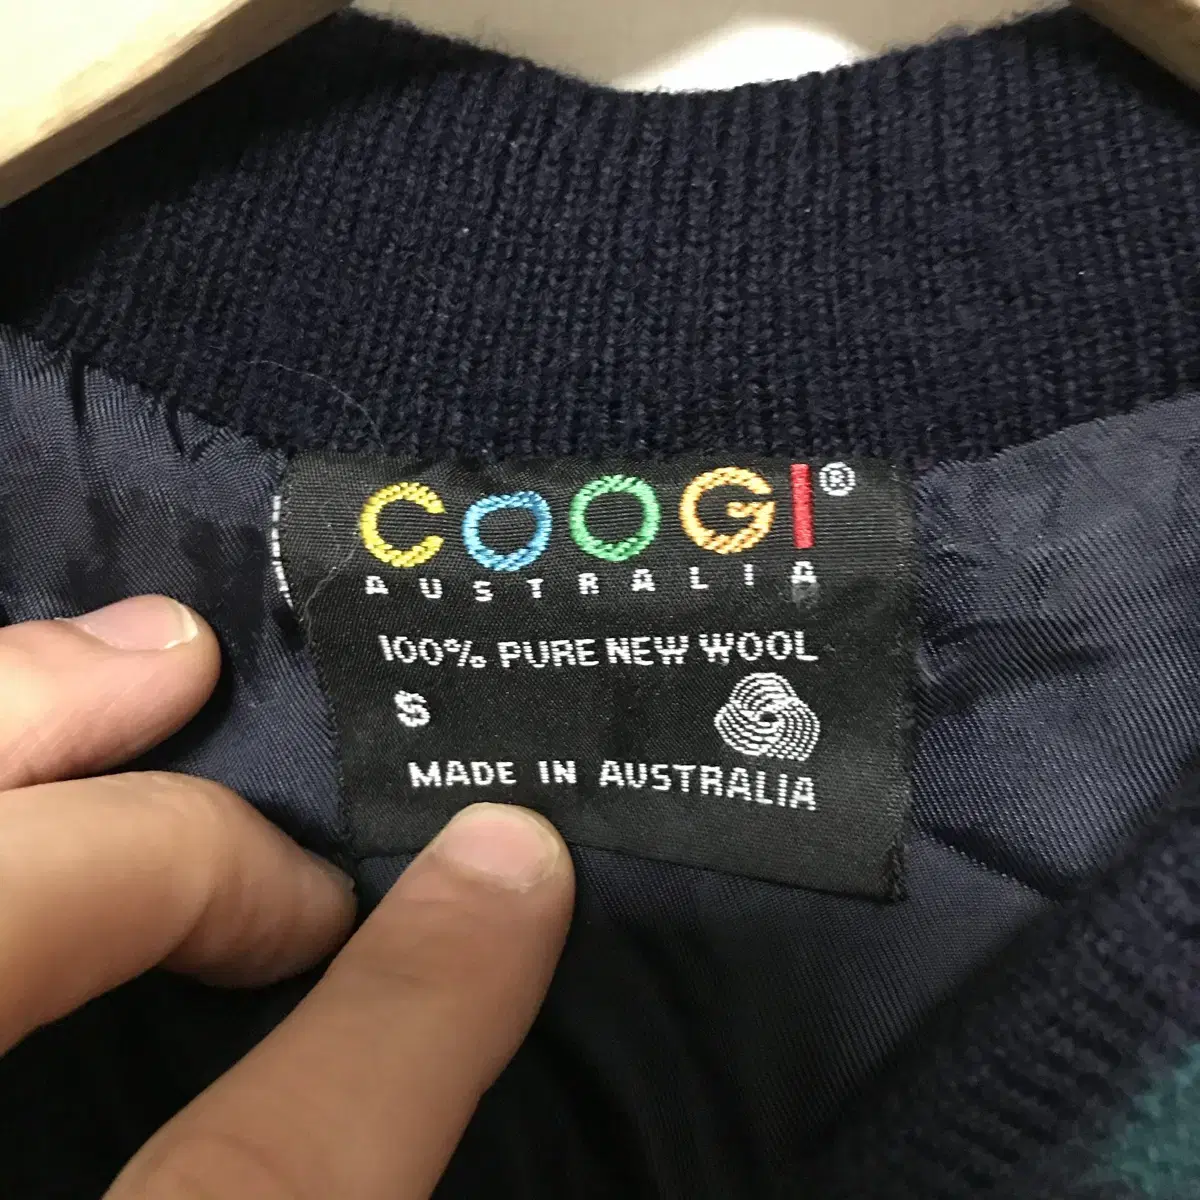 COOGI®
AUSTRALIA
100% PURE NEW WOOL
S
MADE IN AUSTRALIA